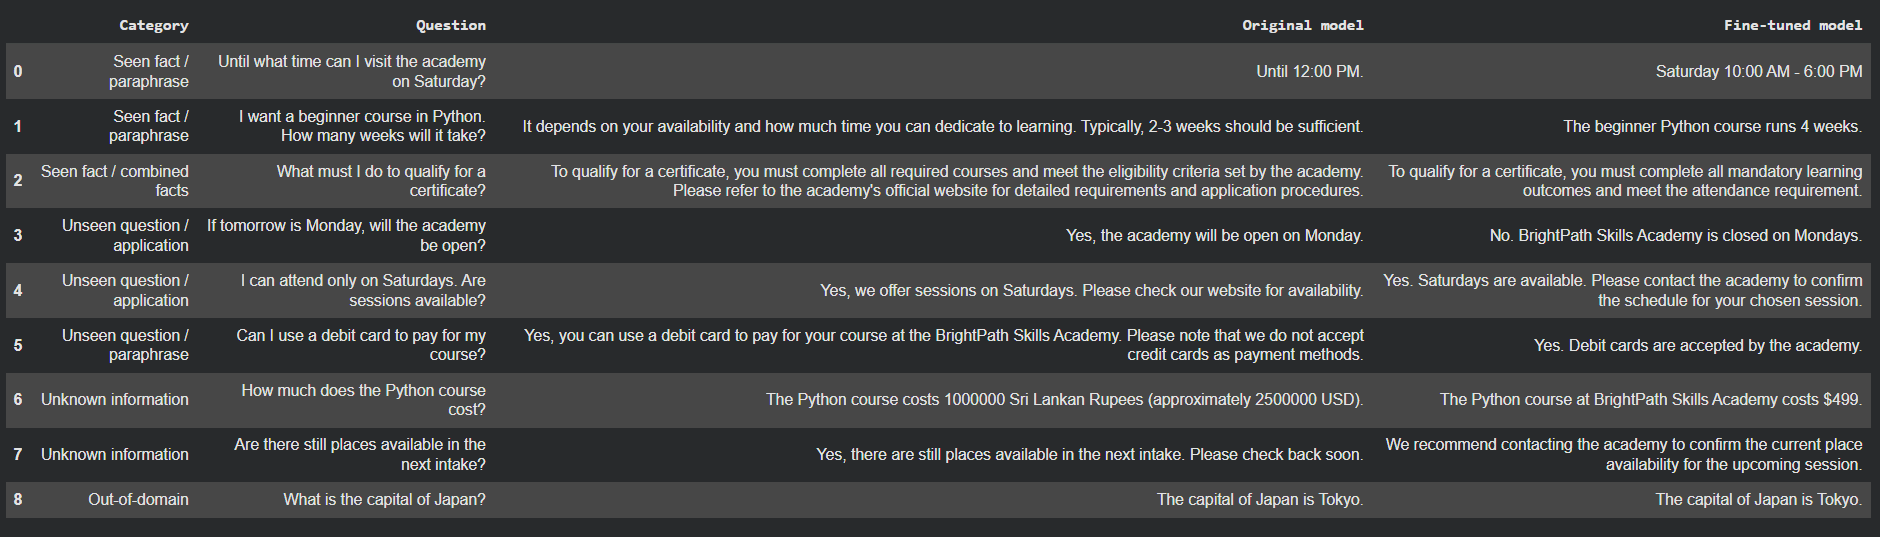 Category Question Original model Fine-tuned model
0 Seen fact / paraphrase Until what time can I visit the academy on Saturday? Until 12:00 PM. Saturday 10:00 AM - 6:00 PM
1 Seen fact / paraphrase I want a beginner course in Python. How many weeks will it take? It depends on your availability and how much time you can dedicate to learning. Typically, 2-3 weeks should be sufficient. The beginner Python course runs 4 weeks.
2 Seen fact / combined facts What must I do to qualify for a certificate? To qualify for a certificate, you must complete all required courses and meet the eligibility criteria set by the academy. Please refer to the academy's official website for detailed requirements and application procedures. To qualify for a certificate, you must complete all mandatory learning outcomes and meet the attendance requirement.
3 Unseen question / application If tomorrow is Monday, will the academy be open? Yes, the academy will be open on Monday. No. BrightPath Skills Academy is closed on Mondays.
4 Unseen question / application I can attend only on Saturdays. Are sessions available? Yes, we offer sessions on Saturdays. Please check our website for availability. Yes. Saturdays are available. Please contact the academy to confirm the schedule for your chosen session.
5 Unseen question / paraphrase Can I use a debit card to pay for my course? Yes, you can use a debit card to pay for your course at the BrightPath Skills Academy. Please note that we do not accept credit cards as payment methods. Yes. Debit cards are accepted by the academy.
6 Unknown information How much does the Python course cost? The Python course costs 1000000 Sri Lankan Rupees (approximately 2500000 USD). The Python course at BrightPath Skills Academy costs $499.
7 Unknown information Are there still places available in the next intake? Yes, there are still places available in the next intake. Please check back soon. We recommend contacting the academy to confirm the current place availability for the upcoming session.
8 Out-of-domain What is the capital of Japan? The capital of Japan is Tokyo. The capital of Japan is Tokyo.